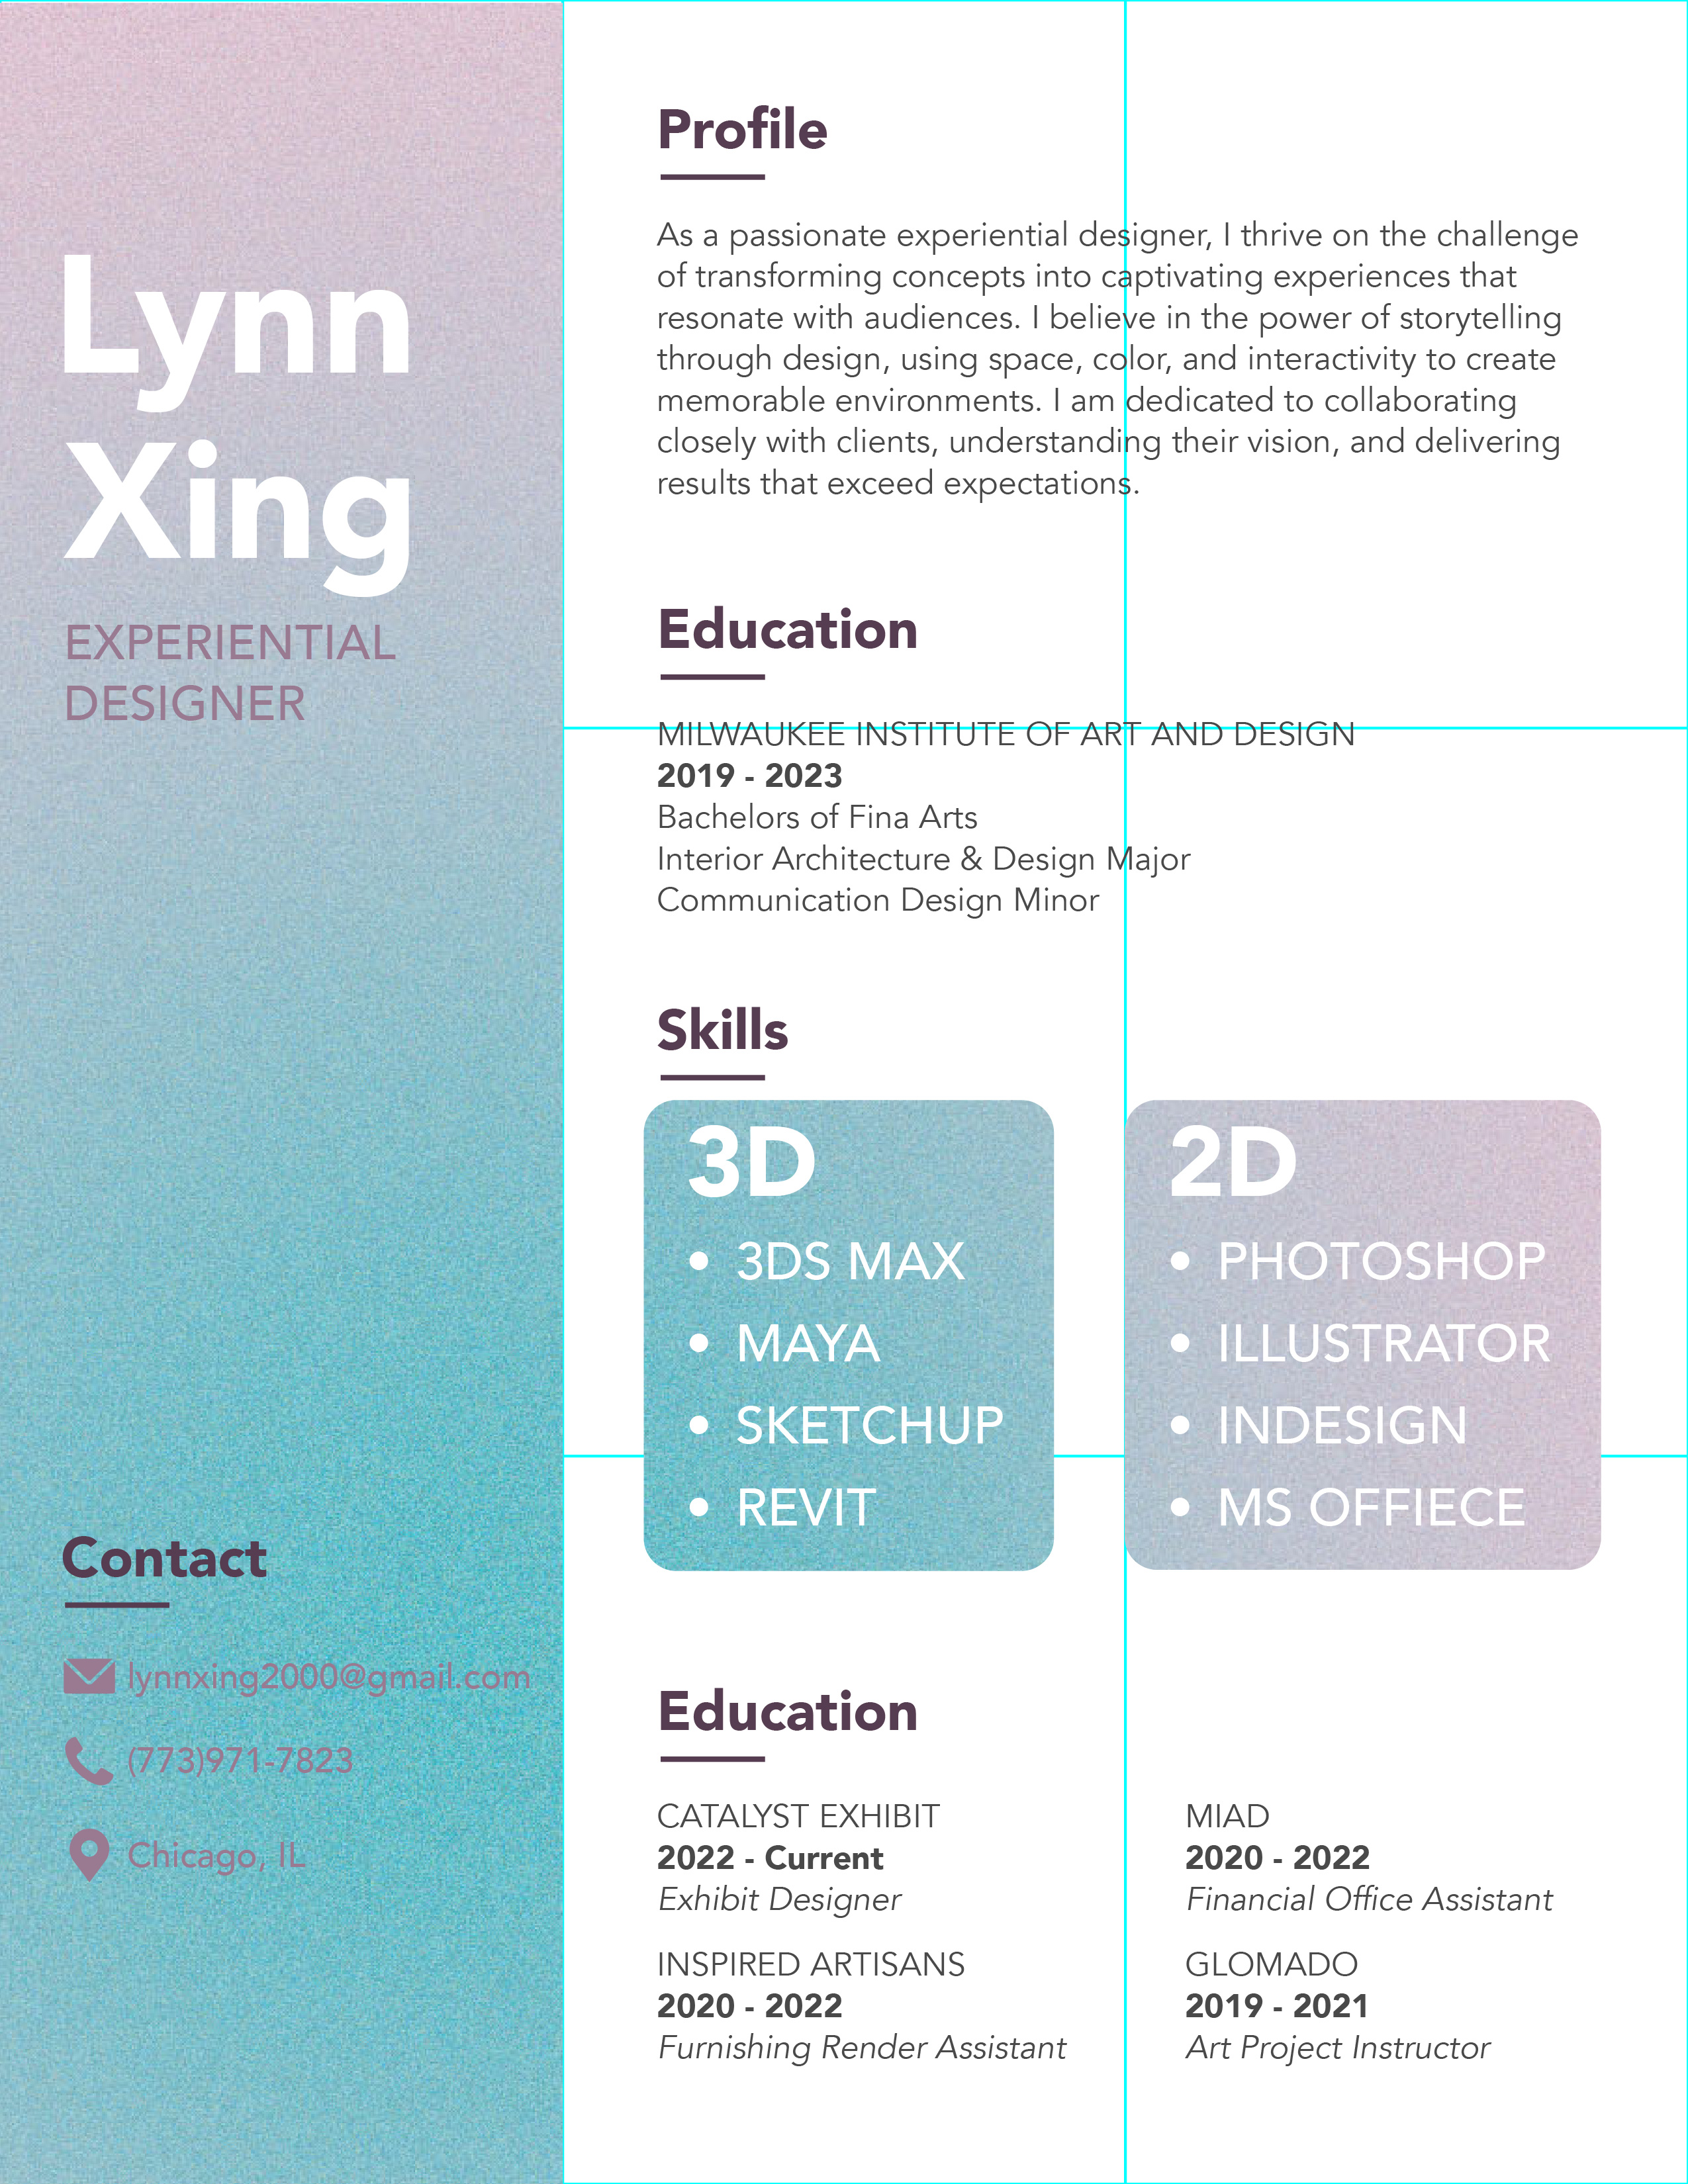 Lynn
Xing
EXPERIENTIAL
DESIGNER
Contact
lynnxing2000@gmail.com
(773)971-7823
Chicago, IL
Profile
As a passionate experiential designer, I thrive on the challenge
of transforming concepts into captivating experiences that
resonate with audiences. I believe in the power of storytelling
through design, using space, color, and interactivity to create
memorable environments. I am dedicated to collaborating
closely with clients, understanding their vision, and delivering
results that exceed expectations.
Education
MILWAUKEE INSTITUTE OF ART AND DESIGN
2019 - 2023
Bachelors of Fina Arts
Interior Architecture & Design Major
Communication Design Minor
Skills
3D
• 3DS MAX
• MAYA
• SKETCHUP
• REVIT
2D
• PHOTOSHOP
• ILLUSTRATOR
• INDESIGN
• MS OFFIECE
Education
CATALYST EXHIBIT
2022 - Current
Exhibit Designer
INSPIRED ARTISANS
2020 - 2022
Furnishing Render Assistant
MIAD
2020 - 2022
Financial Office Assistant
GLOMADO
2019 - 2021
Art Project Instructor